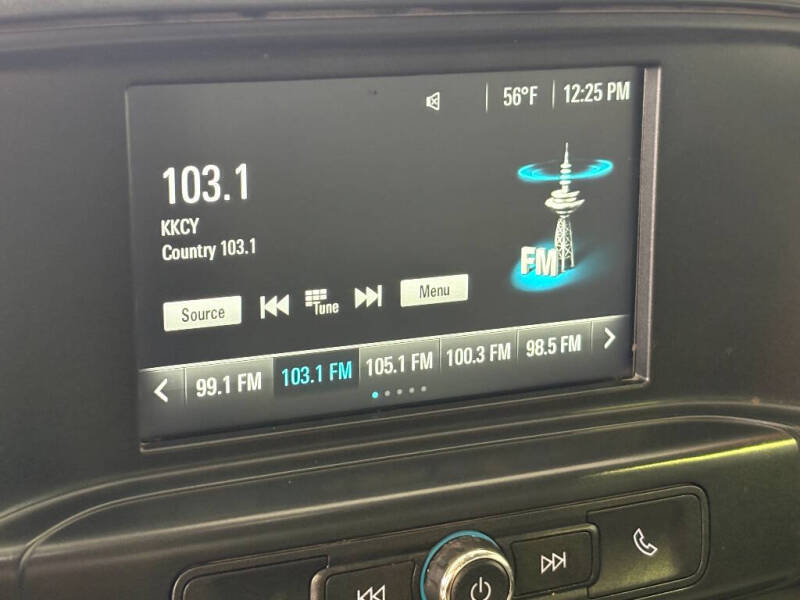 56°F 12:25 PM
103.1
KKCY
Country 103.1
FM
Source Tune Menu
99.1 FM 103.1 FM 105.1 FM 100.3 FM 98.5 FM